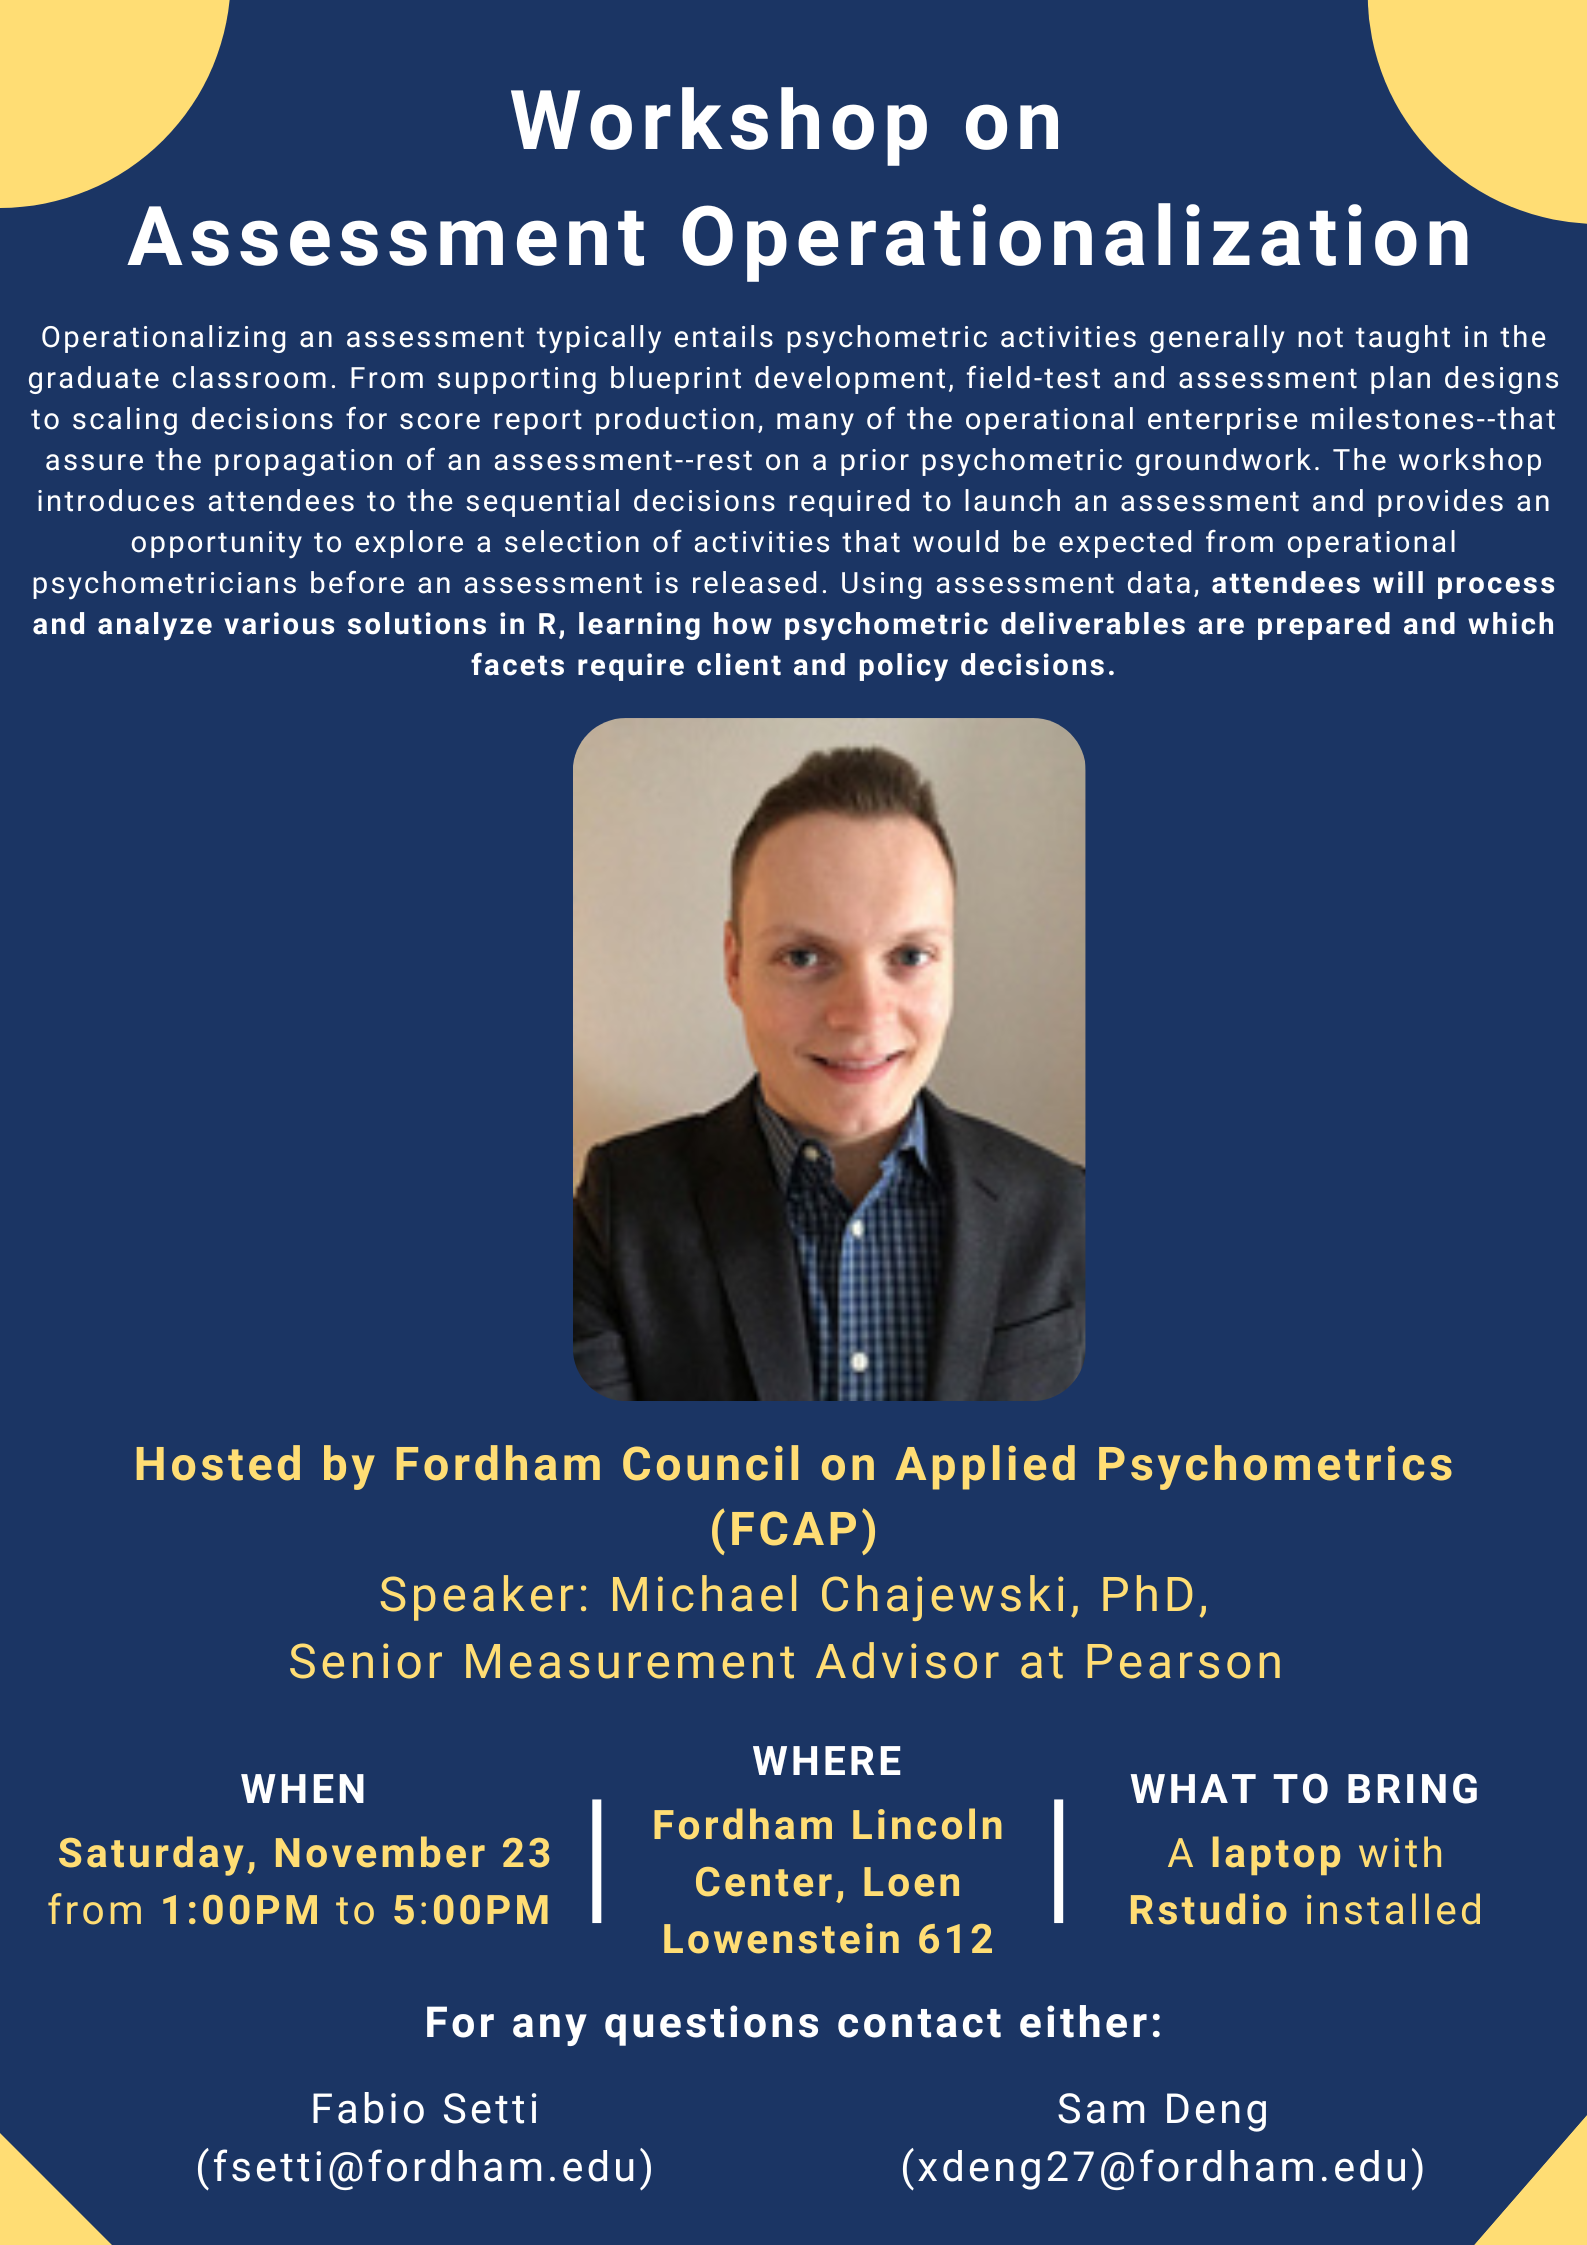 Workshop on
Assessment Operationalization
Operationalizing an assessment typically entails psychometric activities generally not taught in the
graduate classroom. From supporting blueprint development, field-test and assessment plan designs
to scaling decisions for score report production, many of the operational enterprise milestones--that
assure the propagation of an assessment--rest on a prior psychometric groundwork. The workshop
introduces attendees to the sequential decisions required to launch an assessment and provides an
opportunity to explore a selection of activities that would be expected from operational
psychometricians before an assessment is released. Using assessment data, attendees will process
and analyze various solutions in R, learning how psychometric deliverables are prepared and which
facets require client and policy decisions.
Hosted by Fordham Council on Applied Psychometrics
(FCAP)
Speaker: Michael Chajewski, PhD,
Senior Measurement Advisor at Pearson
WHEN
Saturday, November 23
from 1:00PM to 5:00PM
WHERE
Fordham Lincoln
Center, Loen
Lowenstein 612
WHAT TO BRING
A laptop with
Rstudio installed
For any questions contact either:
Fabio Setti
(fsetti@fordham.edu)
Sam Deng
(xdeng27@fordham.edu)